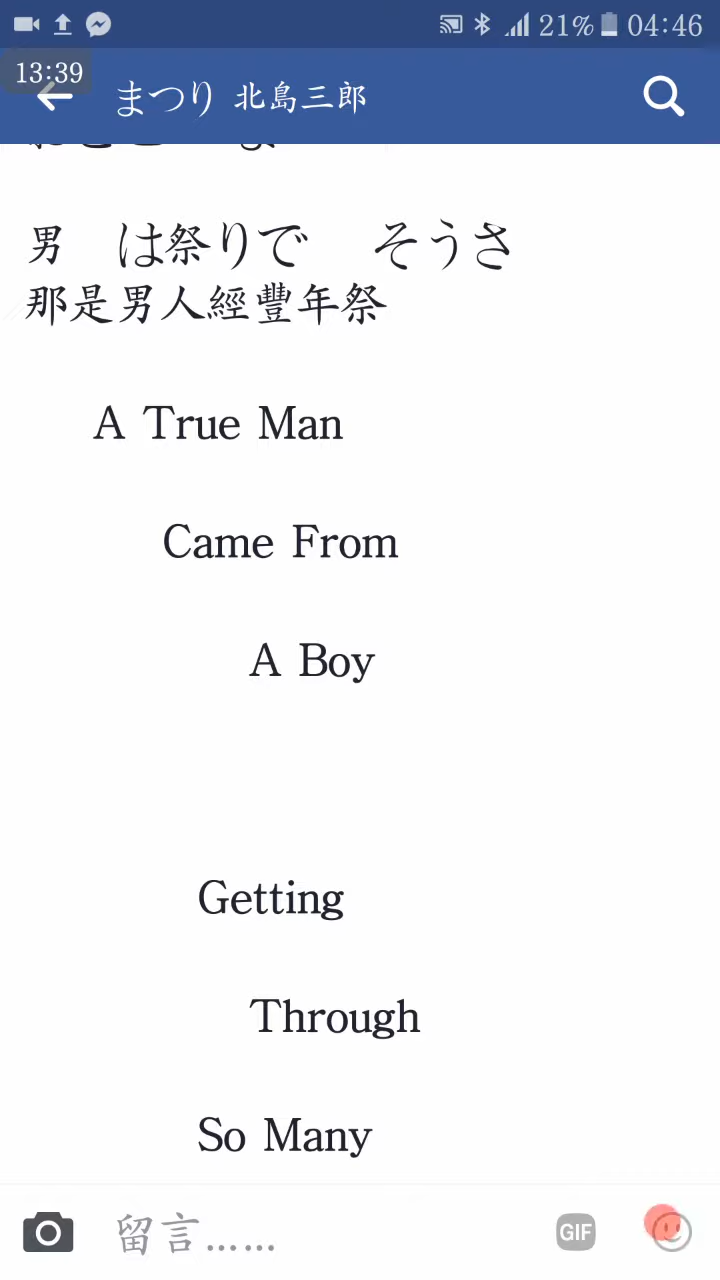 21% 04:46
13:39
まつり 北島三郎
男 は祭りで そうさ
那是男人經豐年祭
A True Man
Came From
A Boy
Getting
Through
So Many
留言......
GIF